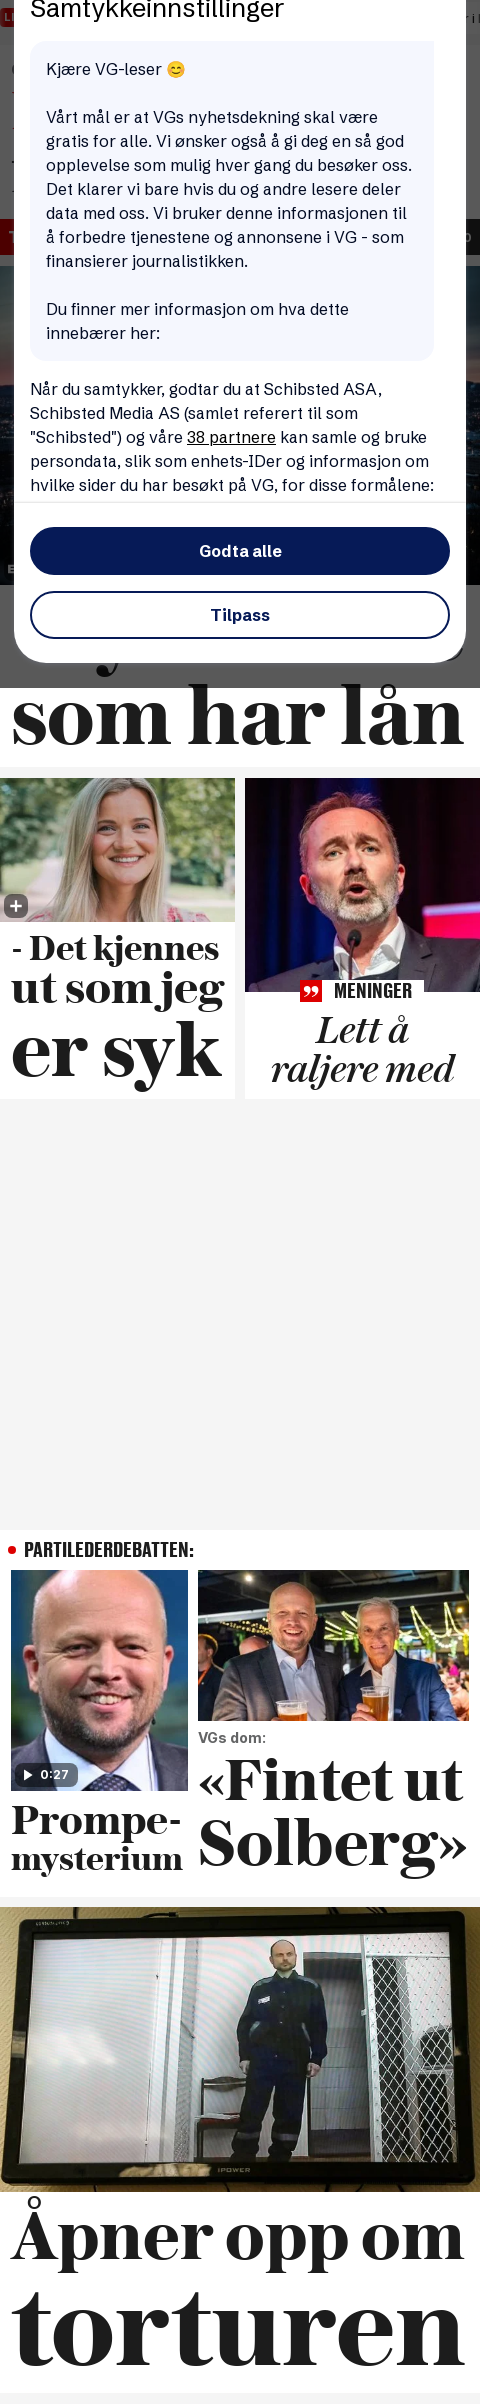 Samtykkeinnstillinger
Kjære VG-leser 😊
Vårt mål er at VGs nyhetsdekning skal være
gratis for alle. Vi ønsker også å gi deg en så god
opplevelse som mulig hver gang du besøker oss.
Det klarer vi bare hvis du og andre lesere deler
data med oss. Vi bruker denne informasjonen til
å forbedre tjenestene og annonsene i VG - som
finansierer journalistikken.
Du finner mer informasjon om hva dette
innebærer her:
Når du samtykker, godtar du at Schibsted ASA,
Schibsted Media AS (samlet referert til som
"Schibsted") og våre 38 partnere kan samle og bruke
persondata, slik som enhets-IDer og informasjon om
hvilke sider du har besøkt på VG, for disse formålene:
Godta alle
Tilpass
som har lån
- Det kjennes
ut som jeg
er syk
MENINGER
Lett å
raljere med
PARTILEDERDEBATTEN:
0:27
Prompe-
mysterium
VGs dom:
«Fintet ut
Solberg»
IPOWER
Åpner opp om
torturen